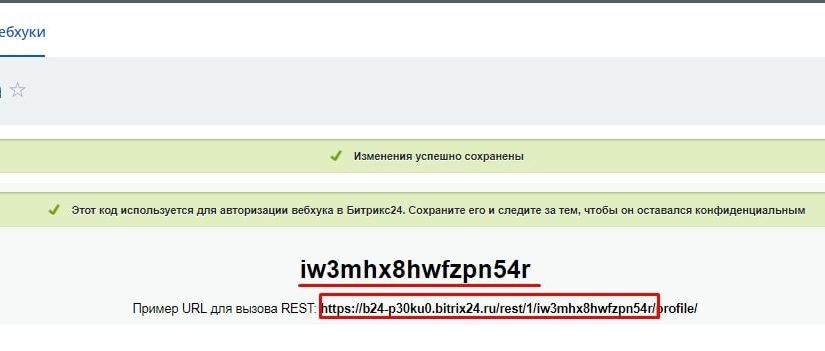 ебхуки
Изменения успешно сохранены
Этот код используется для авторизации вебхука в Битрикс24. Сохраните его и следите за тем, чтобы он оставался конфиденциальным
iw3mhx8hwfzpn54r
Пример URL для вызова REST: https://b24-p30ku0.bitrix24.ru/rest/1/iw3mhx8hwfzpn54r/profile/